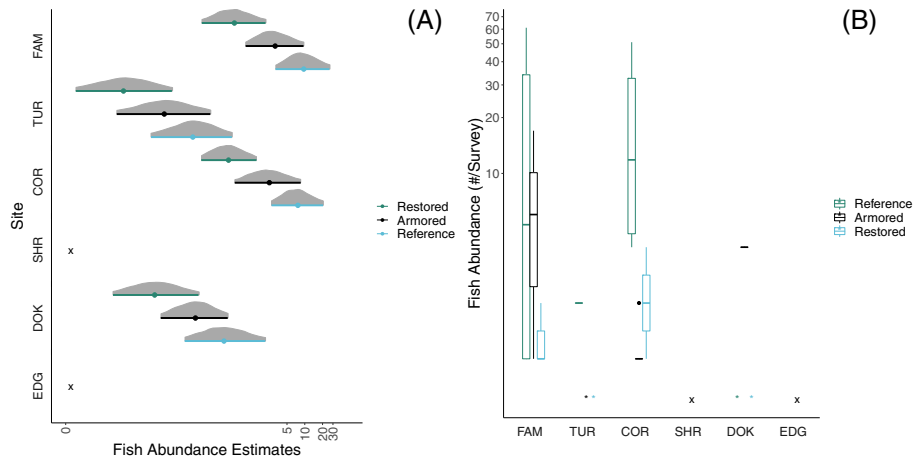 (A)
Site
FAM
TUR
COR
SHR
x
DOK
EDG
x
0
5
10
20
30
Fish Abundance Estimates
Restored
Armored
Reference
(B)
Fish Abundance (#/Survey)
70
60
50
40
30
20
10
x
x
FAM
TUR
COR
SHR
DOK
EDG
Reference
Armored
Restored